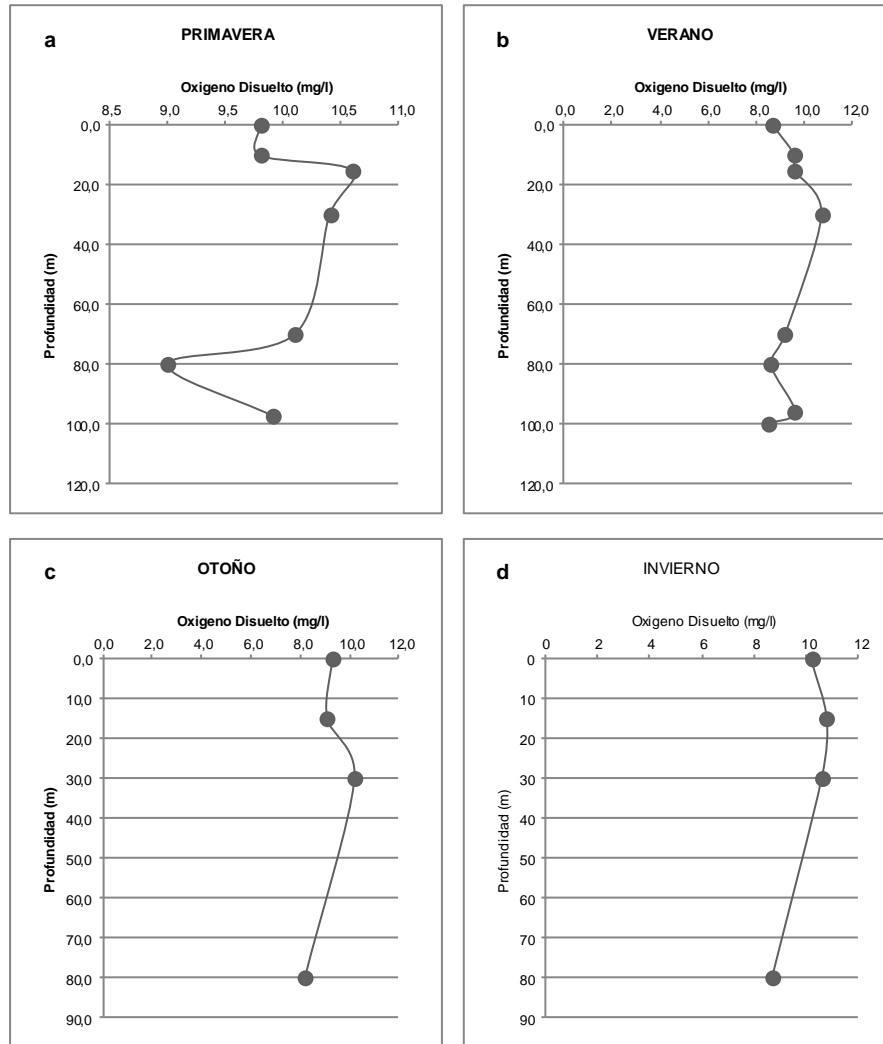 a PRIMAVERA
Oxigeno Disuelto (mg/l)
8,5 9,0 9,5 10,0 10,5 11,0
0,0
20,0
40,0
60,0
80,0
100,0
120,0
Profundidad (m)
b VERANO
Oxigeno Disuelto (mg/l)
0,0 2,0 4,0 6,0 8,0 10,0 12,0
0,0
20,0
40,0
60,0
80,0
100,0
120,0
Profundidad (m)
c OTOÑO
Oxigeno Disuelto (mg/l)
0,0 2,0 4,0 6,0 8,0 10,0 12,0
0,0
10,0
20,0
30,0
40,0
50,0
60,0
70,0
80,0
90,0
Profundidad (m)
d INVIERNO
Oxigeno Disuelto (mg/l)
0 2 4 6 8 10 12
0
10
20
30
40
50
60
70
80
90
Profundidad (m)